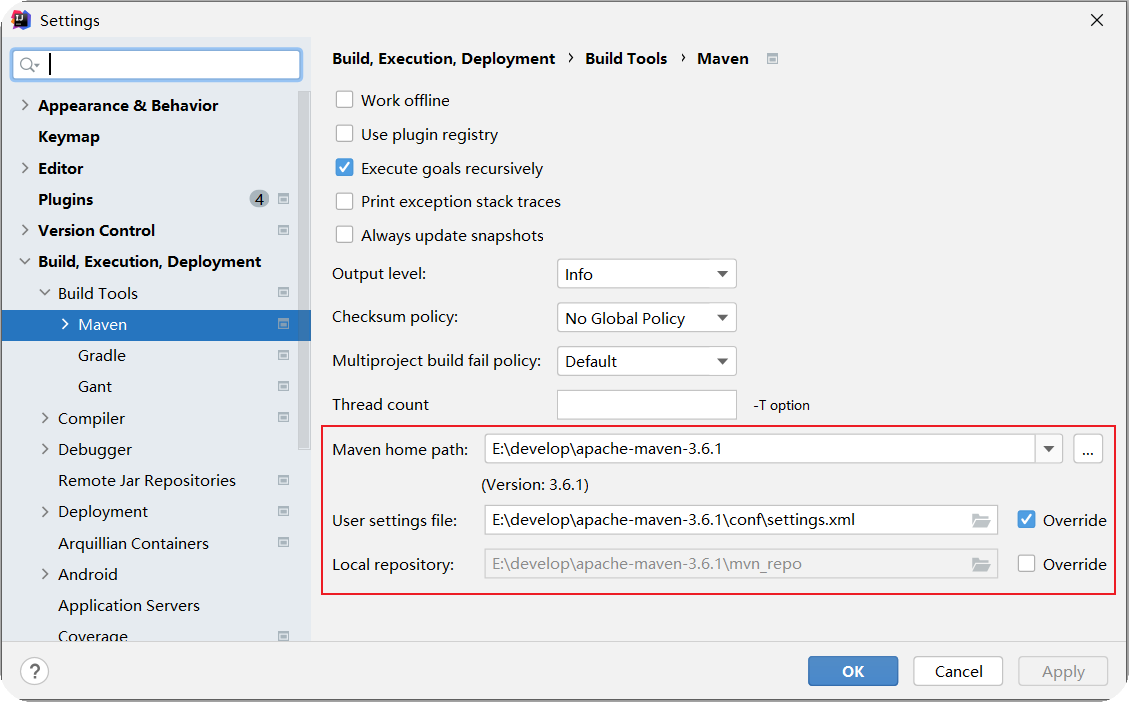 Settings
Appearance & Behavior
Keymap
Editor
Plugins 4
Version Control
Build, Execution, Deployment
Build Tools
Maven
Gradle
Gant
Compiler
Debugger
Remote Jar Repositories
Deployment
Arquillian Containers
Android
Application Servers
Coverage
Build, Execution, Deployment › Build Tools › Maven
Work offline
Use plugin registry
Execute goals recursively
Print exception stack traces
Always update snapshots
Output level: Info
Checksum policy: No Global Policy
Multiproject build fail policy: Default
Thread count -T option
Maven home path: E:\develop\apache-maven-3.6.1 ...
(Version: 3.6.1)
User settings file: E:\develop\apache-maven-3.6.1\conf\settings.xml Override
Local repository: E:\develop\apache-maven-3.6.1\mvn_repo Override
? OK Cancel Apply